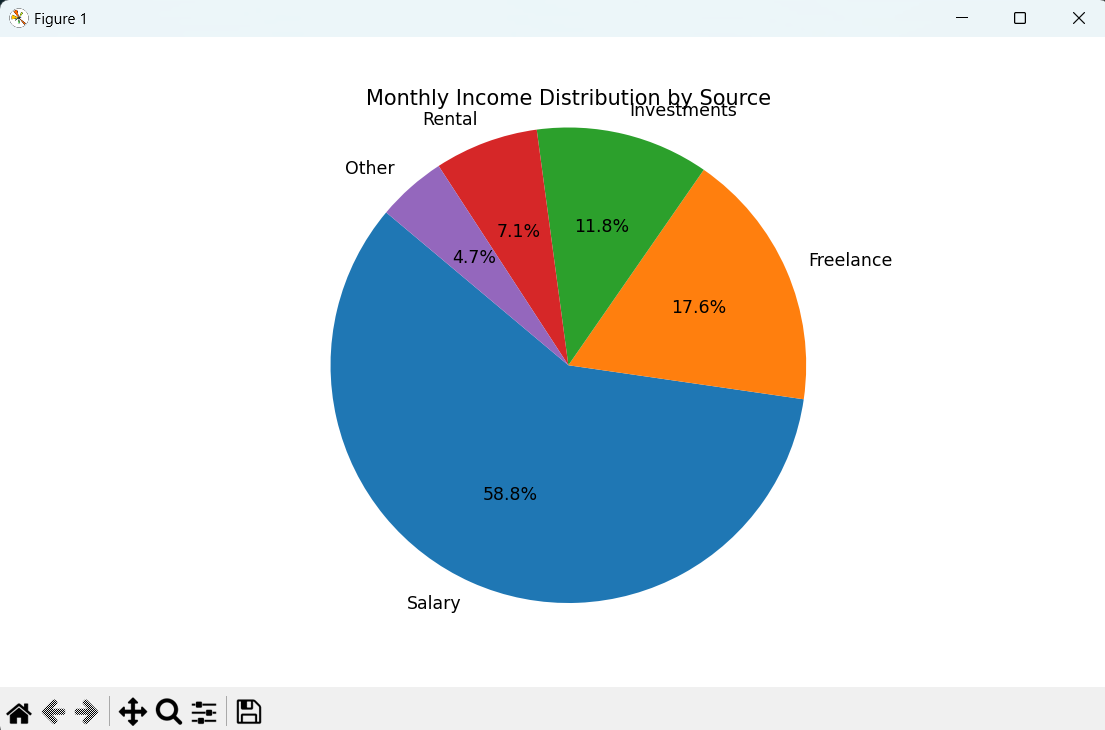 Figure 1
Monthly Income Distribution by Source
Investments
Rental
Other
7.1%
11.8%
4.7%
Freelance
17.6%
58.8%
Salary